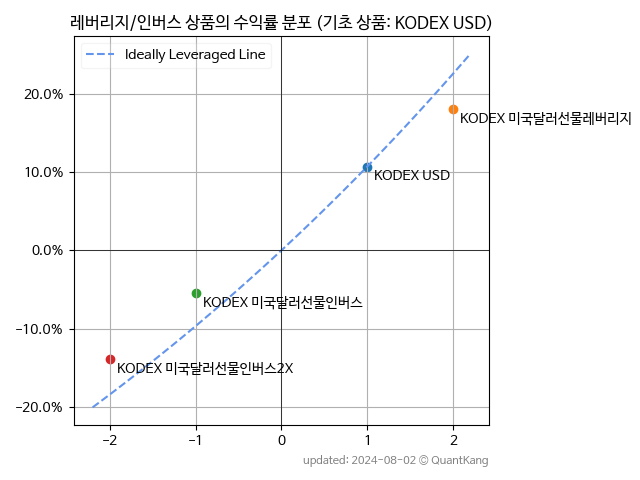 레버리지/인버스 상품의 수익률 분포 (기초 상품: KODEX USD)
Ideally Leveraged Line
20.0%
KODEX 미국달러선물레버리지
10.0%
KODEX USD
0.0%
KODEX 미국달러선물인버스
-10.0%
KODEX 미국달러선물인버스2X
-20.0%
-2 -1 0 1 2
updated: 2024-08-02 © QuantKang